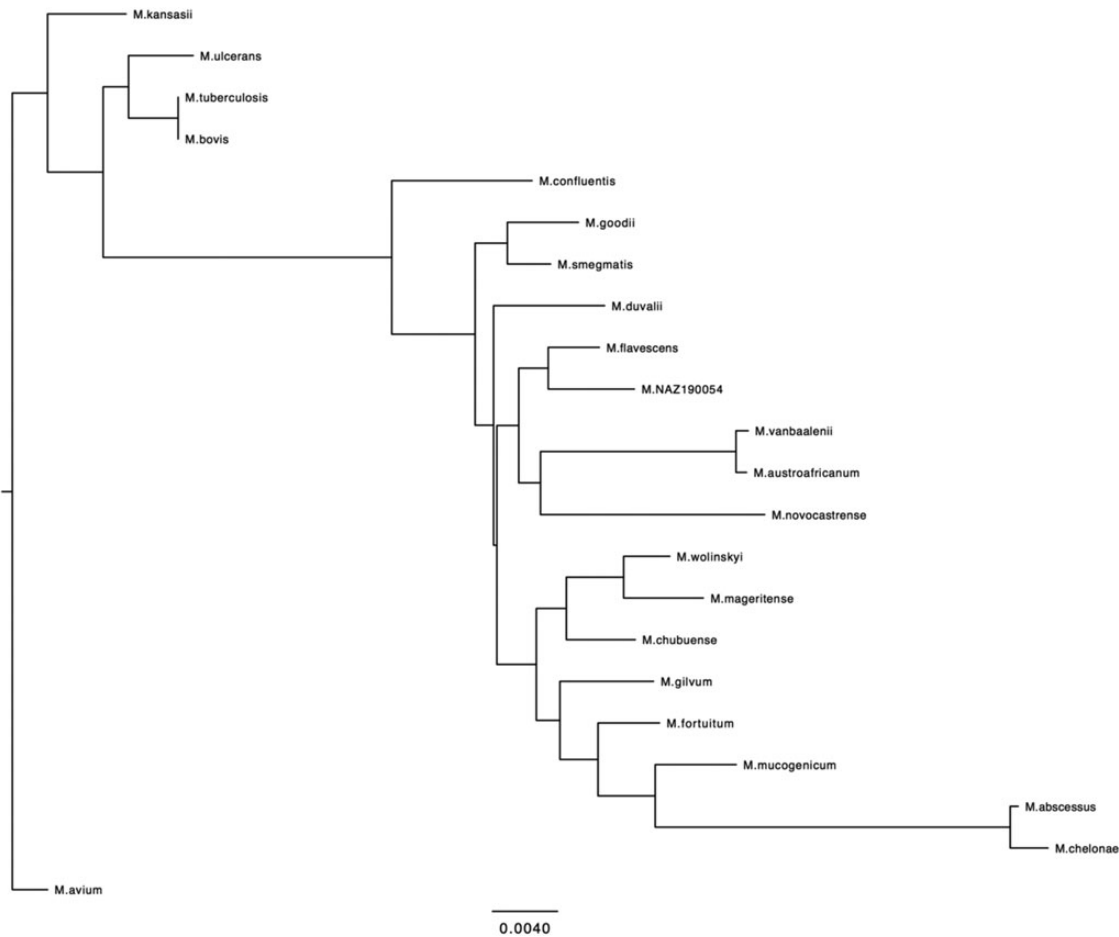 M.kansasii
M.ulcerans
M.tuberculosis
M.bovis
M.confluentis
M.goodii
M.smegmatis
M.duvalii
M.flavescens
M.NAZ190054
M.vanbaalenii
M.austroafricanum
M.novocastrense
M.wolinskyi
M.mageritense
M.chubuense
M.gilvum
M.fortuitum
M.mucogenicum
M.abscessus
M.chelonae
M.avium
0.0040